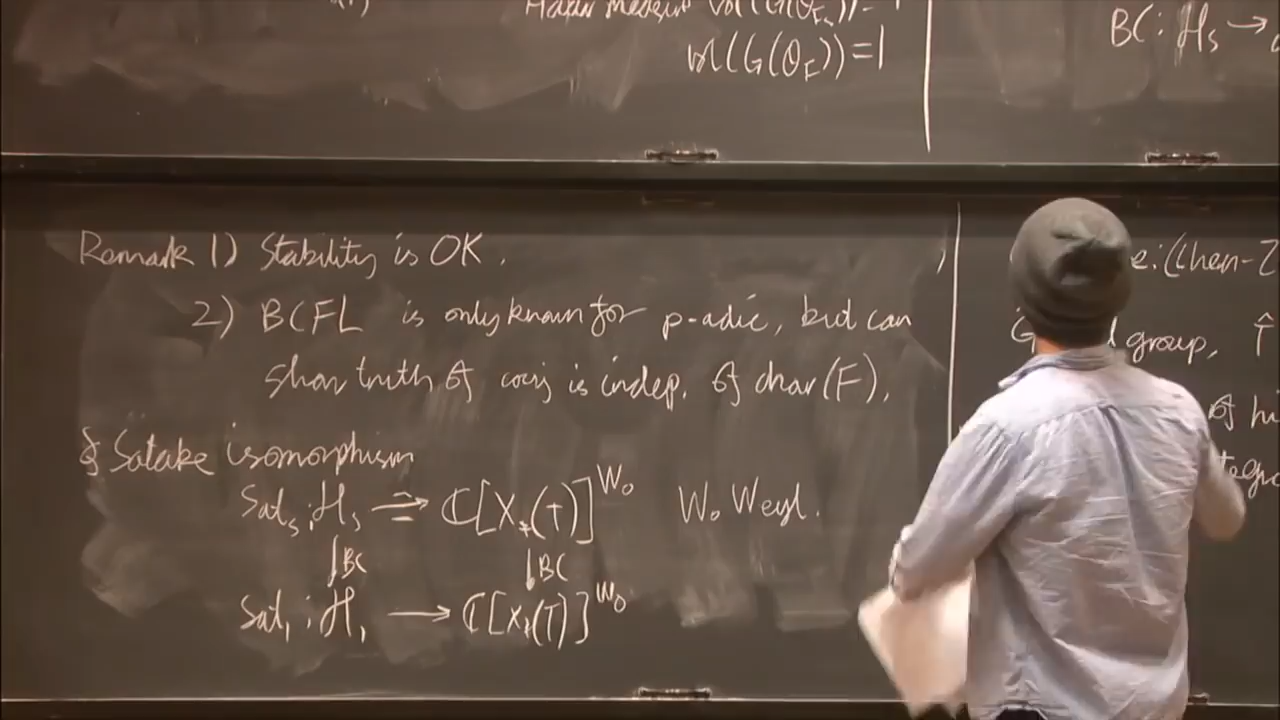 Haar measure vol(G(O_F
vol(G(O_F))=1
BC: H_s →
Remark 1) Stability is OK.
2) BCFL is only known for p-adic, but can
show truth of conj is indep. of char(F).
§ Satake isomorphism
Sat_s: H_s ⥲ ℂ[X_*(T)]^{W_0} W_0 Weyl.
↓BC ↓BC
Sat_1: H_1 → ℂ[X_*(T)]^{W_0}
e: (Chen-Z
G group, T̂
of